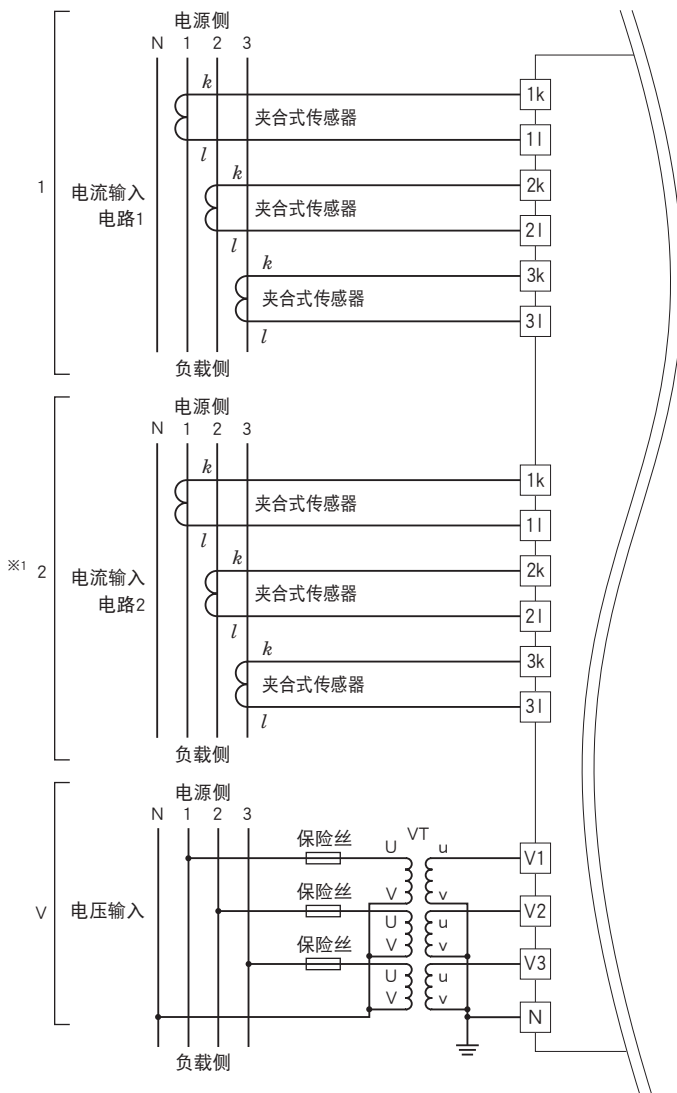 电源侧
N 1 2 3
k
1k
夹合式传感器
l
1l
k
2k
1
电流输入
电路1
夹合式传感器
l
2l
k
3k
夹合式传感器
l
3l
负载侧
电源侧
N 1 2 3
k
1k
夹合式传感器
l
1l
k
2k
※1 2
电流输入
电路2
夹合式传感器
l
2l
k
3k
夹合式传感器
l
3l
负载侧
电源侧
N 1 2 3
保险丝
VT
U u
V1
V v
保险丝
V
电压输入
U u
V2
V v
保险丝
V3
U u
V v
N
负载侧